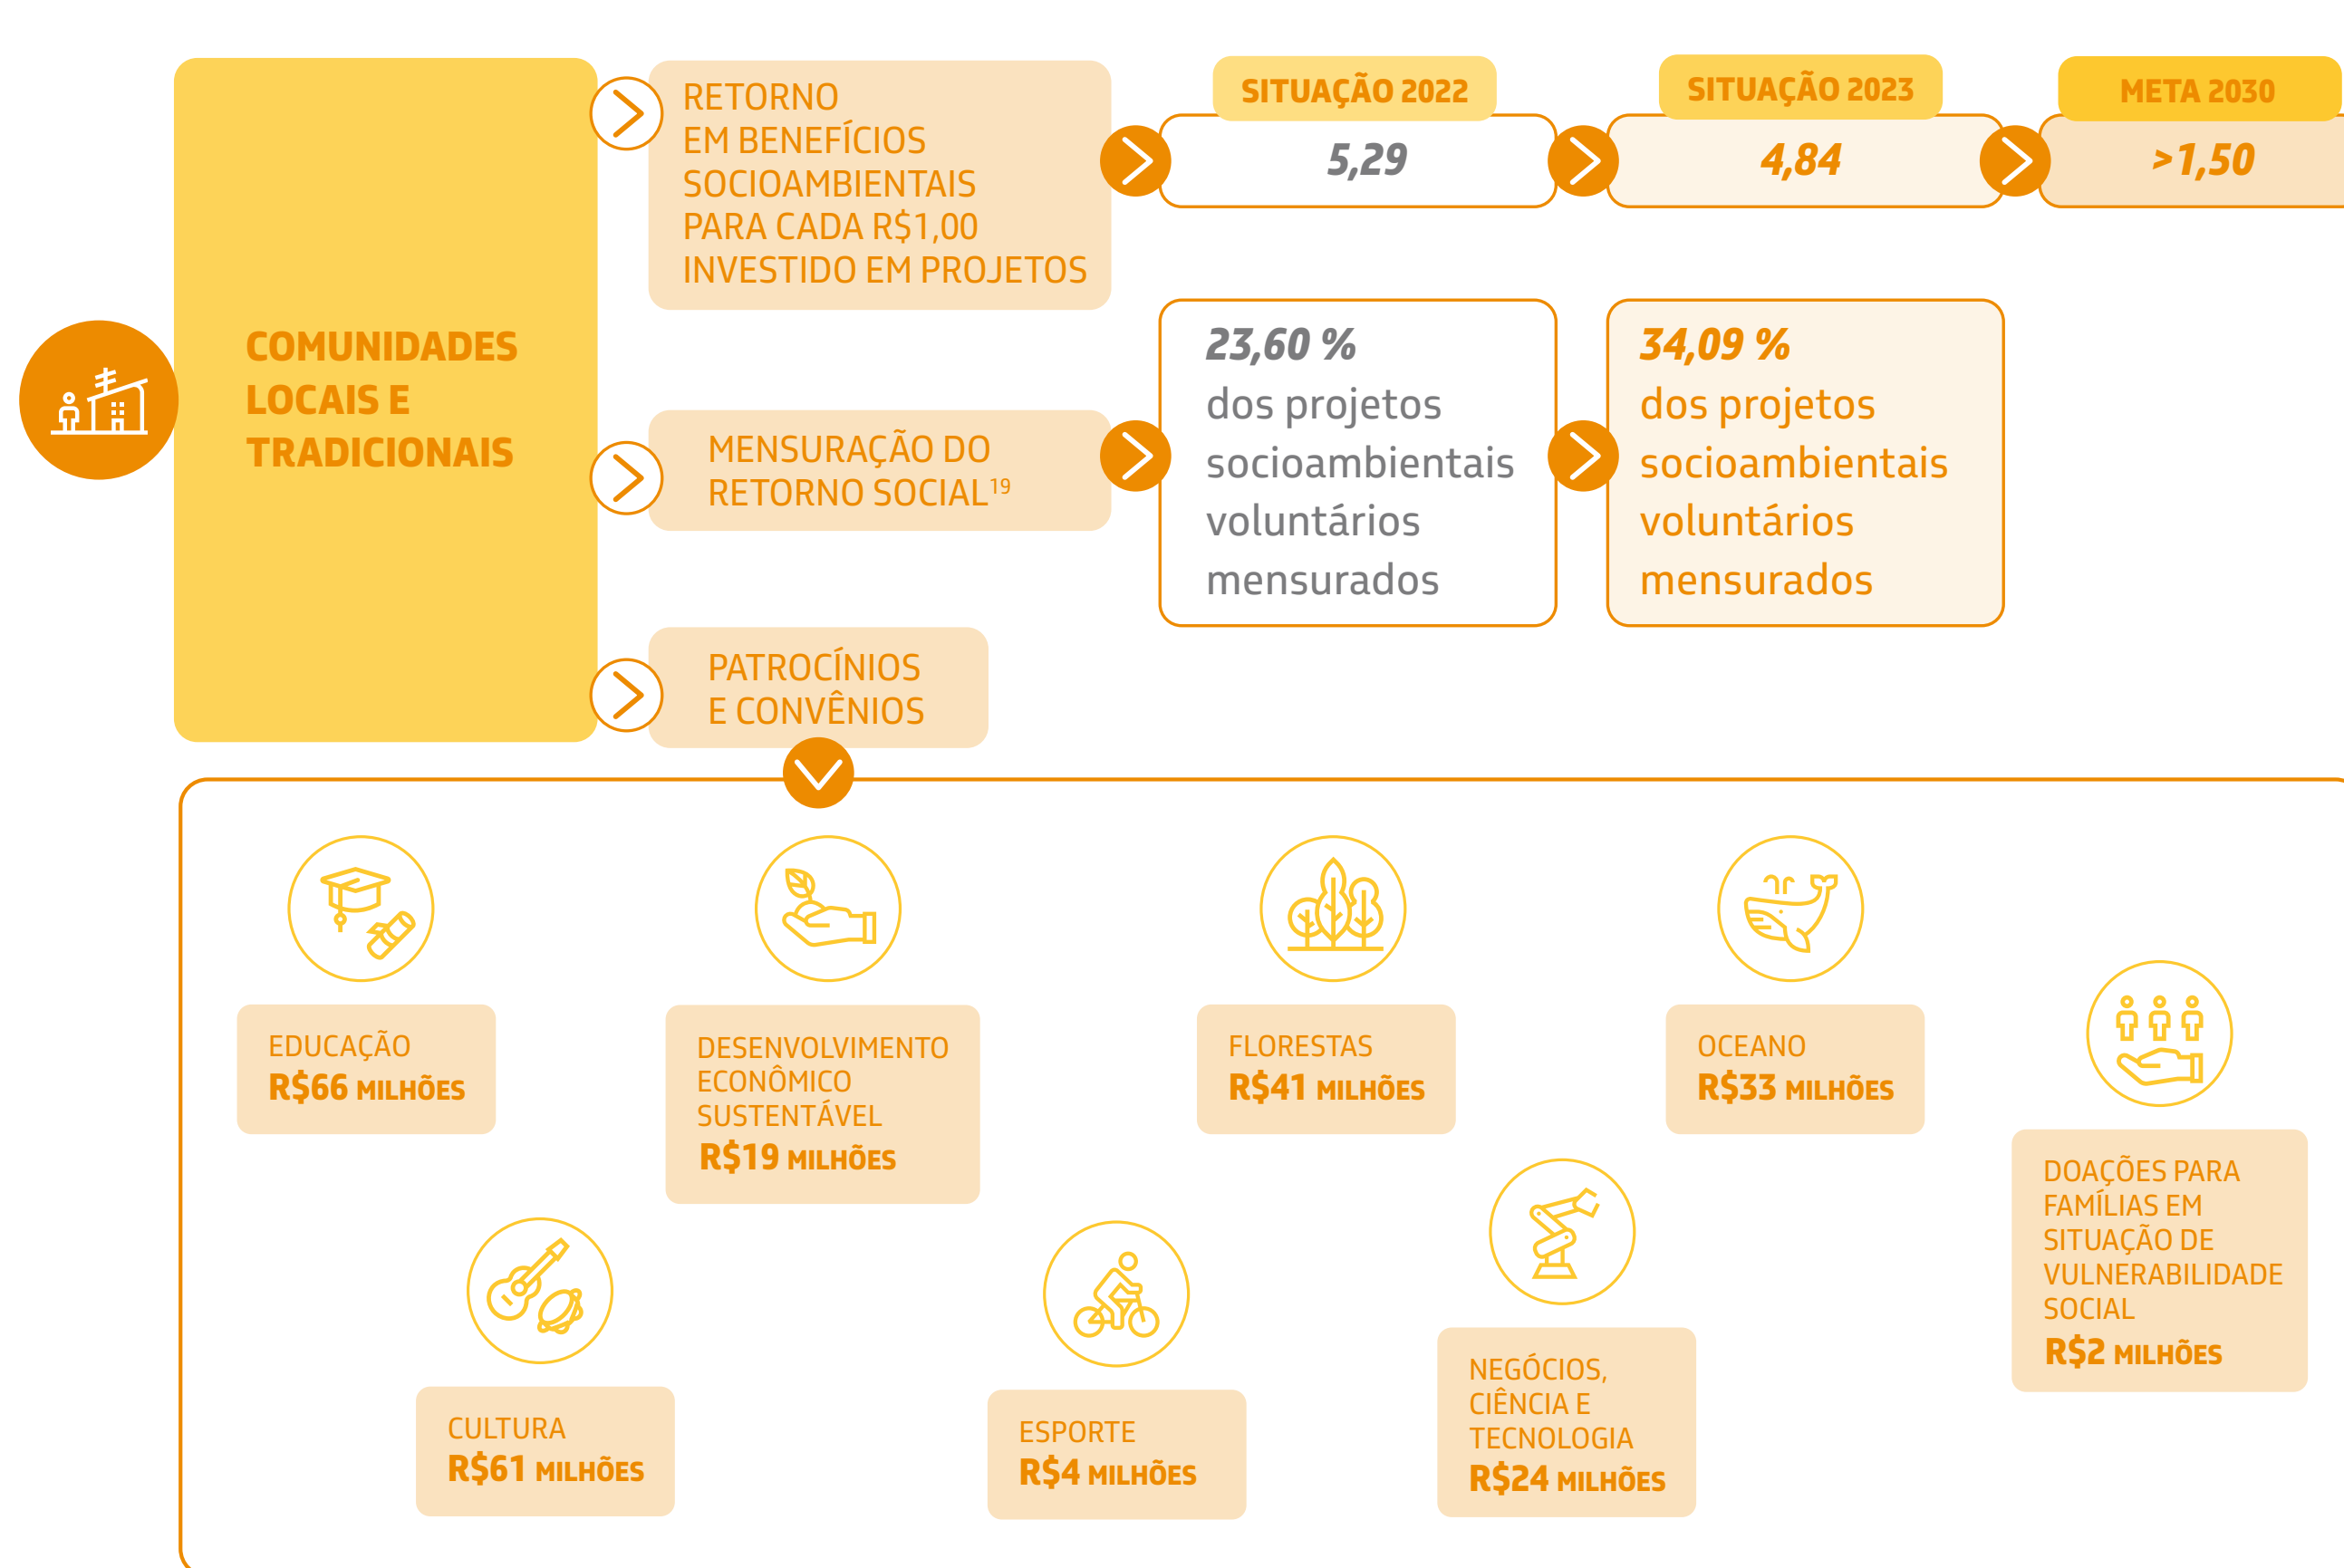 COMUNIDADES
LOCAIS E
TRADICIONAIS
RETORNO
EM BENEFÍCIOS
SOCIOAMBIENTAIS
PARA CADA R$1,00
INVESTIDO EM PROJETOS
SITUAÇÃO 2022
5,29
SITUAÇÃO 2023
4,84
META 2030
>1,50
MENSURAÇÃO DO
RETORNO SOCIAL¹⁹
23,60 %
dos projetos
socioambientais
voluntários
mensurados
34,09 %
dos projetos
socioambientais
voluntários
mensurados
PATROCÍNIOS
E CONVÊNIOS
EDUCAÇÃO
R$66 MILHÕES
DESENVOLVIMENTO
ECONÔMICO
SUSTENTÁVEL
R$19 MILHÕES
FLORESTAS
R$41 MILHÕES
OCEANO
R$33 MILHÕES
DOAÇÕES PARA
FAMÍLIAS EM
SITUAÇÃO DE
VULNERABILIDADE
SOCIAL
R$2 MILHÕES
CULTURA
R$61 MILHÕES
ESPORTE
R$4 MILHÕES
NEGÓCIOS,
CIÊNCIA E
TECNOLOGIA
R$24 MILHÕES